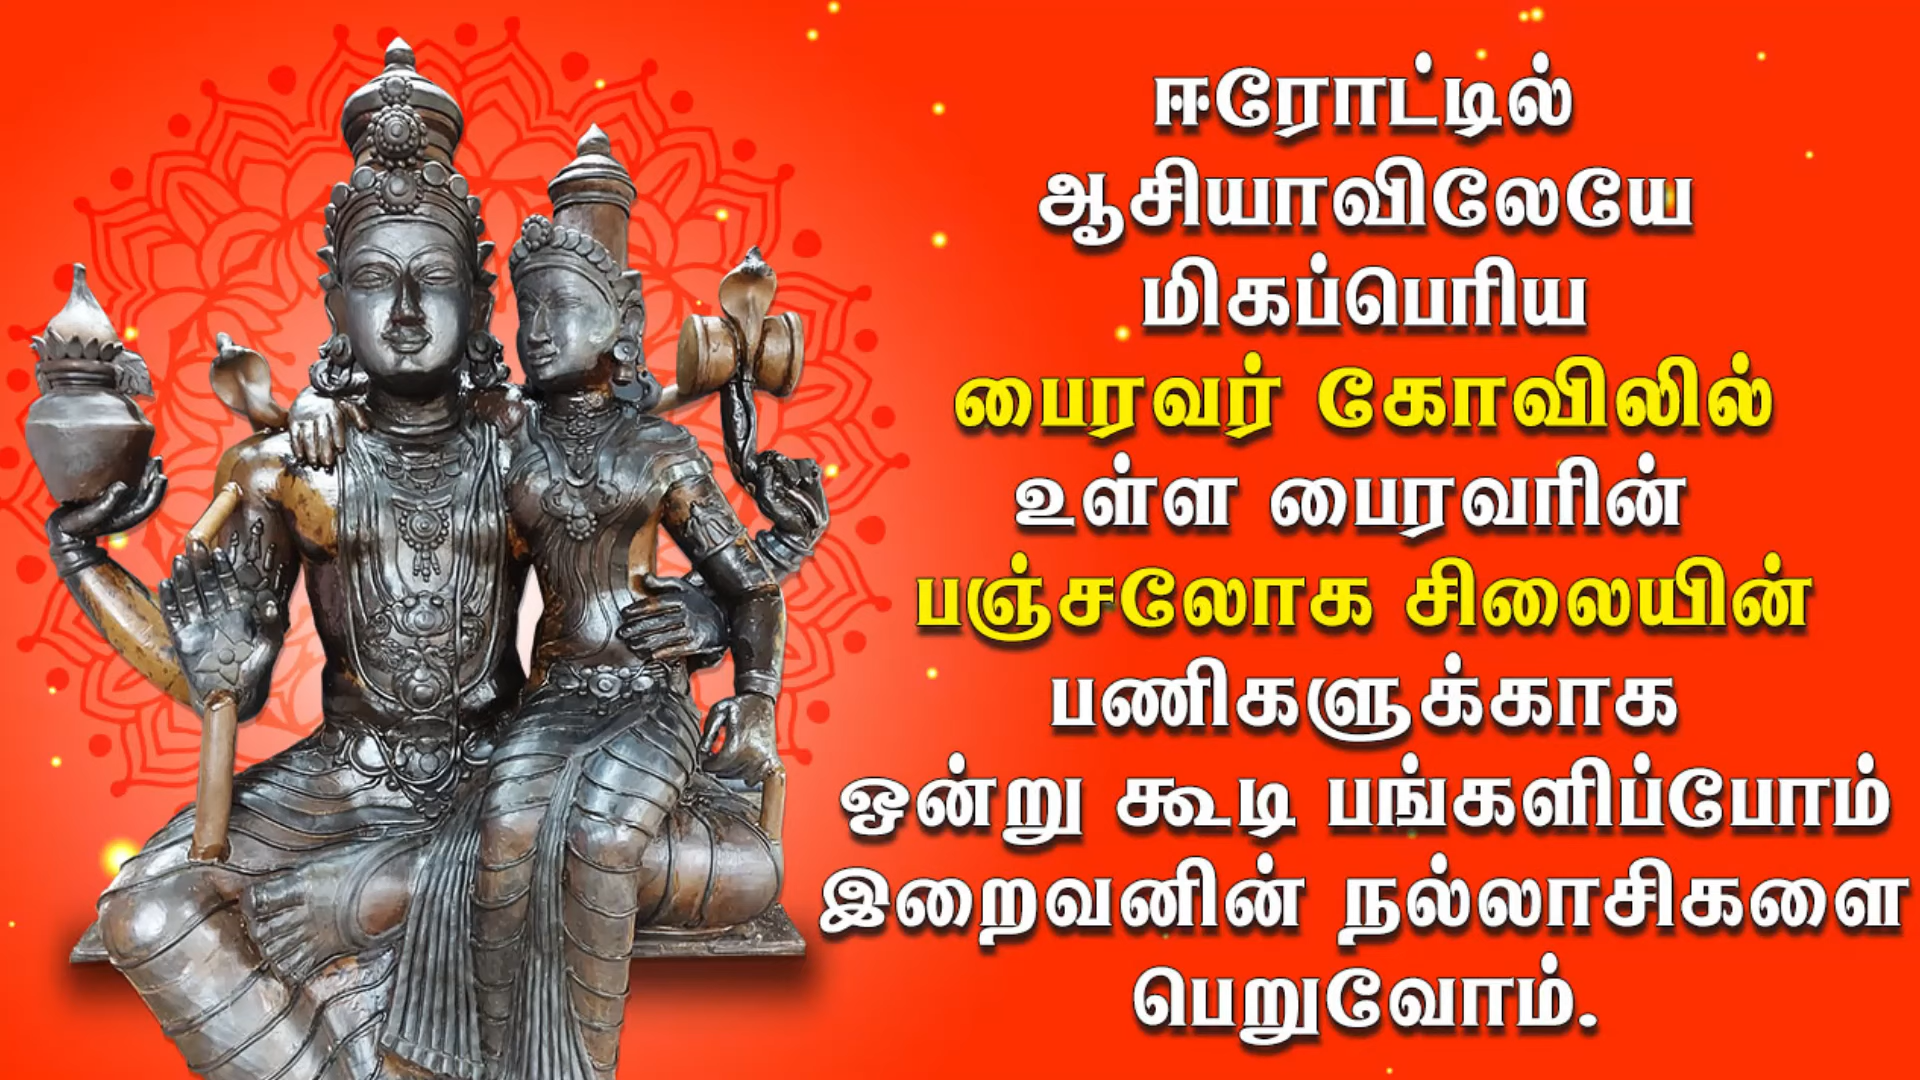 ஈரோட்டில்
ஆசியாவிலேயே
மிகப்பெரிய
பைரவர் கோவிலில்
உள்ள பைரவரின்
பஞ்சலோக சிலையின்
பணிகளுக்காக
ஒன்று கூடி பங்களிப்போம்
இறைவனின் நல்லாசிகளை
பெறுவோம்.